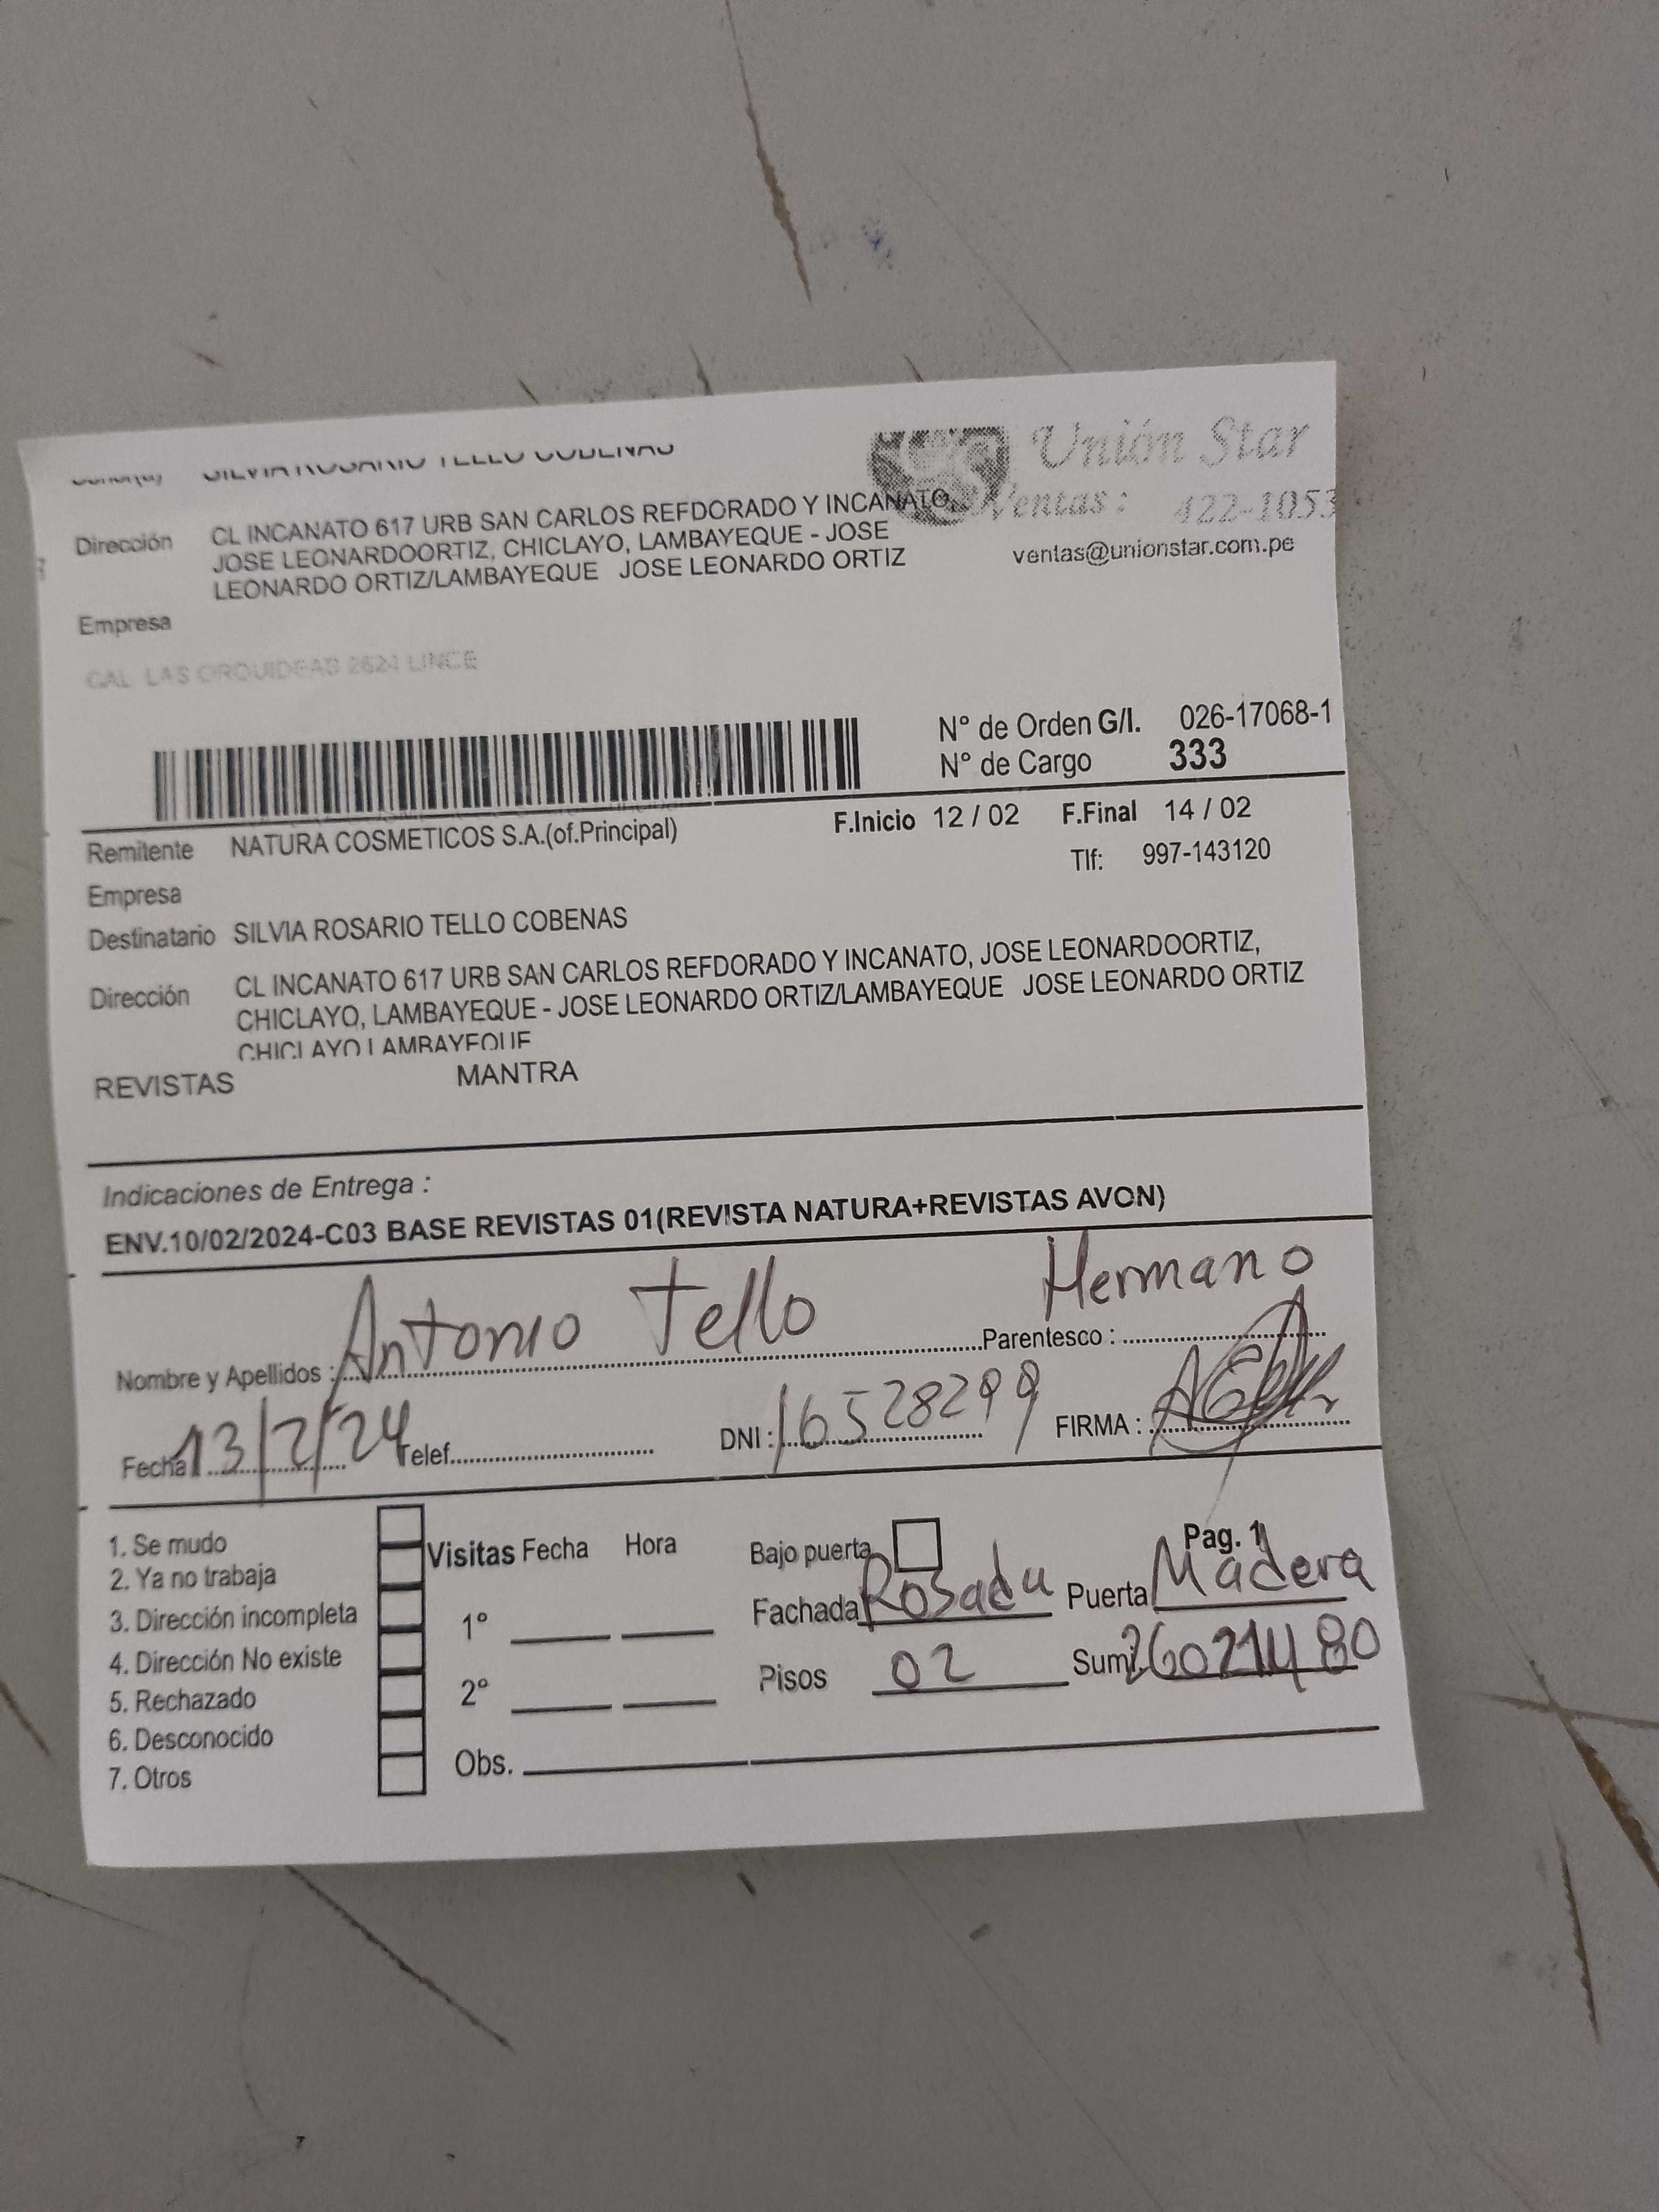 SILVIA ROSARIO TELLO COBENAS
Unión Star
Ventas: 422-1053
ventas@unionstar.com.pe
Dirección CL INCANATO 617 URB SAN CARLOS REFDORADO Y INCANATO,
JOSE LEONARDOORTIZ, CHICLAYO, LAMBAYEQUE - JOSE
LEONARDO ORTIZ/LAMBAYEQUE JOSE LEONARDO ORTIZ
Empresa
CAL LAS ORQUIDEAS 2624 LINCE
N° de Orden G/I. 026-17068-1
N° de Cargo 333
F.Inicio 12 / 02 F.Final 14 / 02
Remitente NATURA COSMETICOS S.A.(of.Principal)
Tlf: 997-143120
Empresa
Destinatario SILVIA ROSARIO TELLO COBENAS
Dirección CL INCANATO 617 URB SAN CARLOS REFDORADO Y INCANATO, JOSE LEONARDOORTIZ,
CHICLAYO, LAMBAYEQUE - JOSE LEONARDO ORTIZ/LAMBAYEQUE JOSE LEONARDO ORTIZ
CHICLAYO LAMBAYEQUE
REVISTAS MANTRA
Indicaciones de Entrega :
ENV.10/02/2024-C03 BASE REVISTAS 01(REVISTA NATURA+REVISTAS AVON)
Nombre y Apellidos : Antonio Tello Parentesco : Hermano
Fecha 13/2/24 Telef. DNI : 16528299 FIRMA :
1. Se mudo
2. Ya no trabaja
3. Dirección incompleta
4. Dirección No existe
5. Rechazado
6. Desconocido
7. Otros
Visitas Fecha Hora
1°
2°
Obs.
Bajo puerta Pag. 1
Fachada Rosada Puerta Madera
Pisos 02 Sumi.